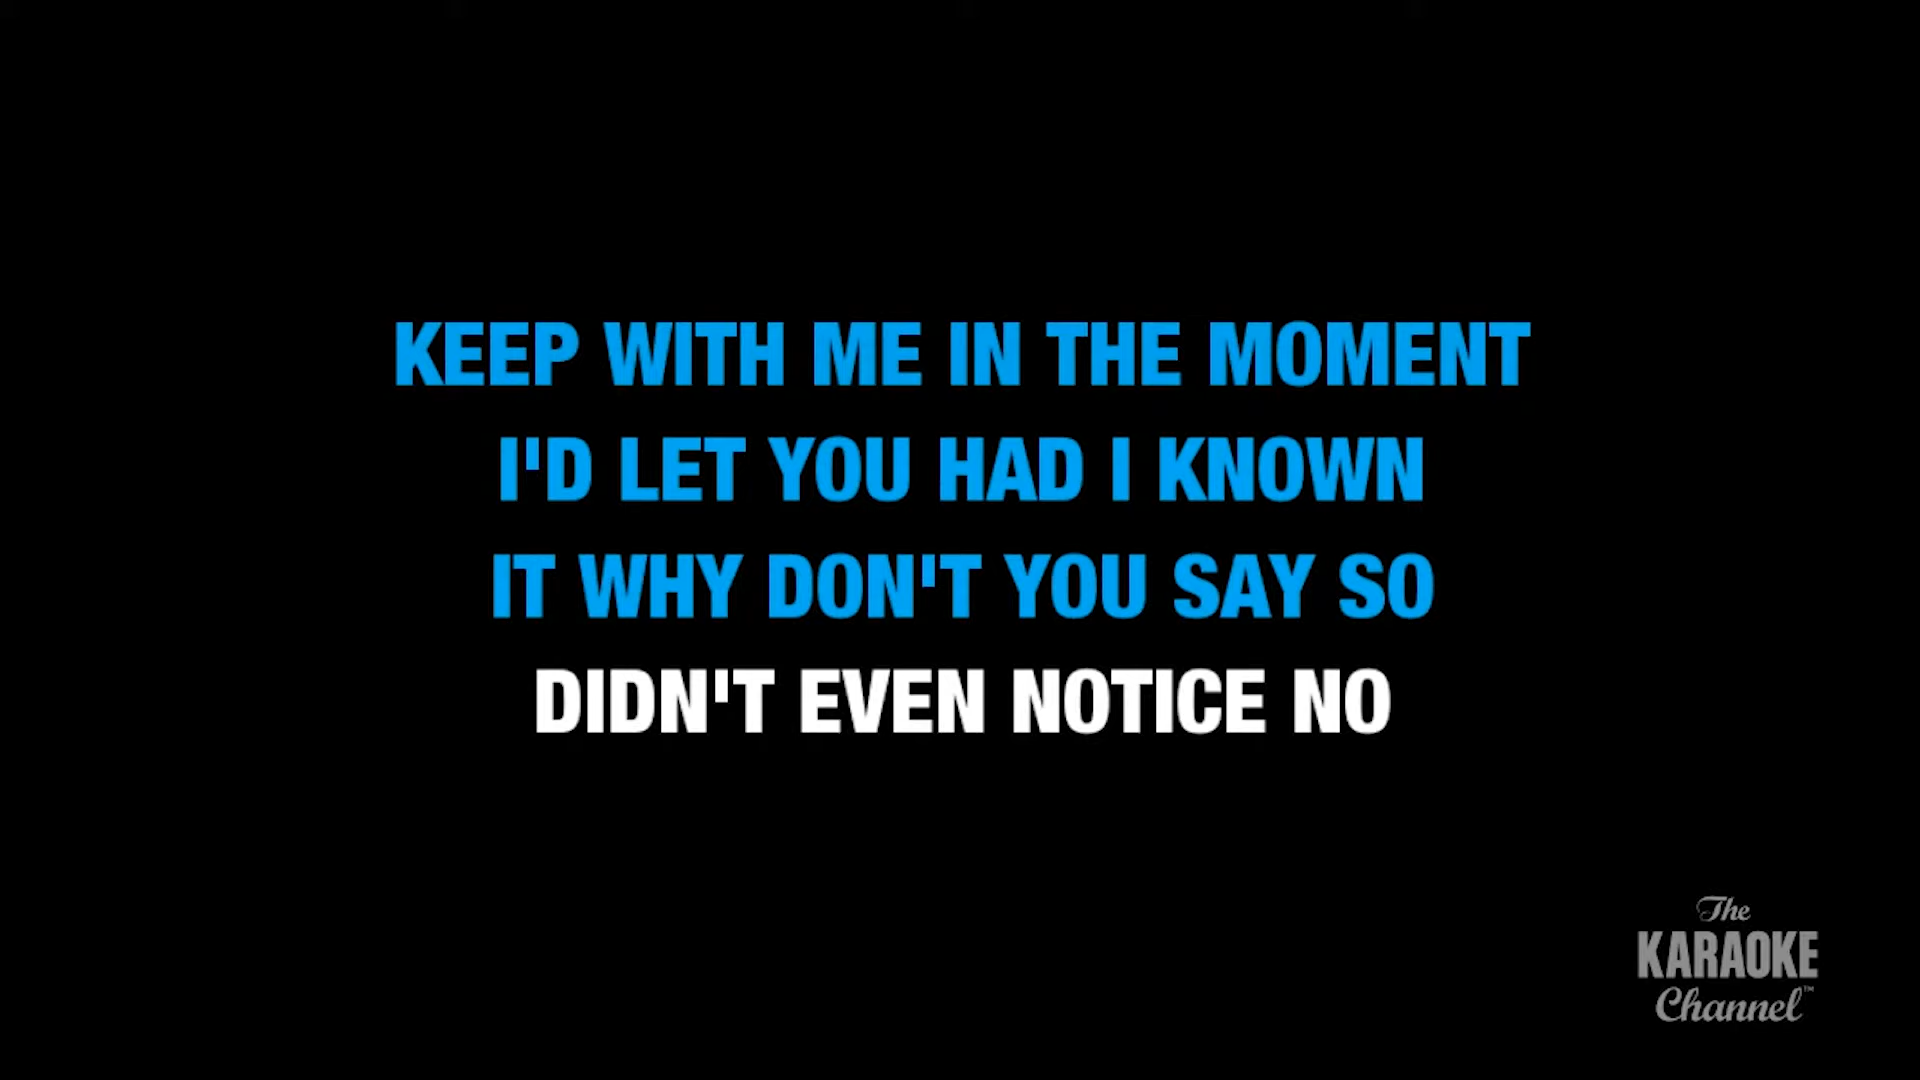 KEEP WITH ME IN THE MOMENT
I'D LET YOU HAD I KNOWN
IT WHY DON'T YOU SAY SO
DIDN'T EVEN NOTICE NO
The
KARAOKE
Channel™